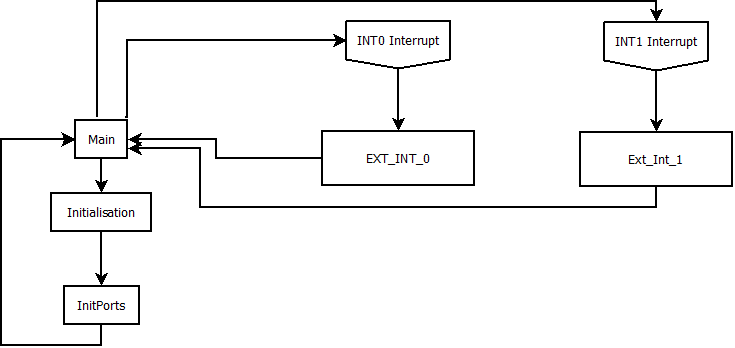 INT0 Interrupt
INT1 Interrupt
Main
EXT_INT_0
Ext_Int_1
Initialisation
InitPorts